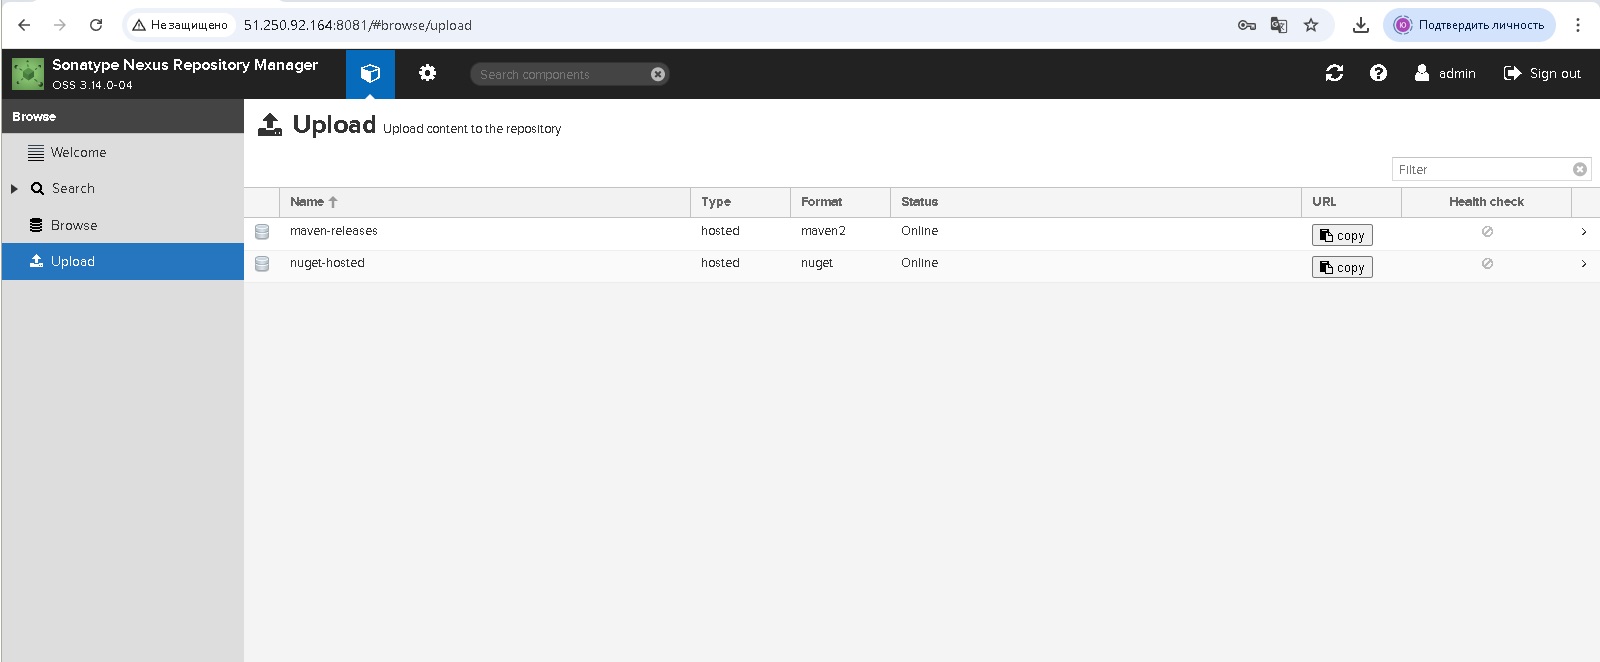 Не защищено 51.250.92.164:8081/#browse/upload Подтвердить личность
Sonatype Nexus Repository Manager
OSS 3.14.0-04
Search components
admin Sign out
Browse
Upload Upload content to the repository
Welcome
Filter
Search
Name Type Format Status URL Health check
Browse
maven-releases hosted maven2 Online copy
Upload
nuget-hosted hosted nuget Online copy